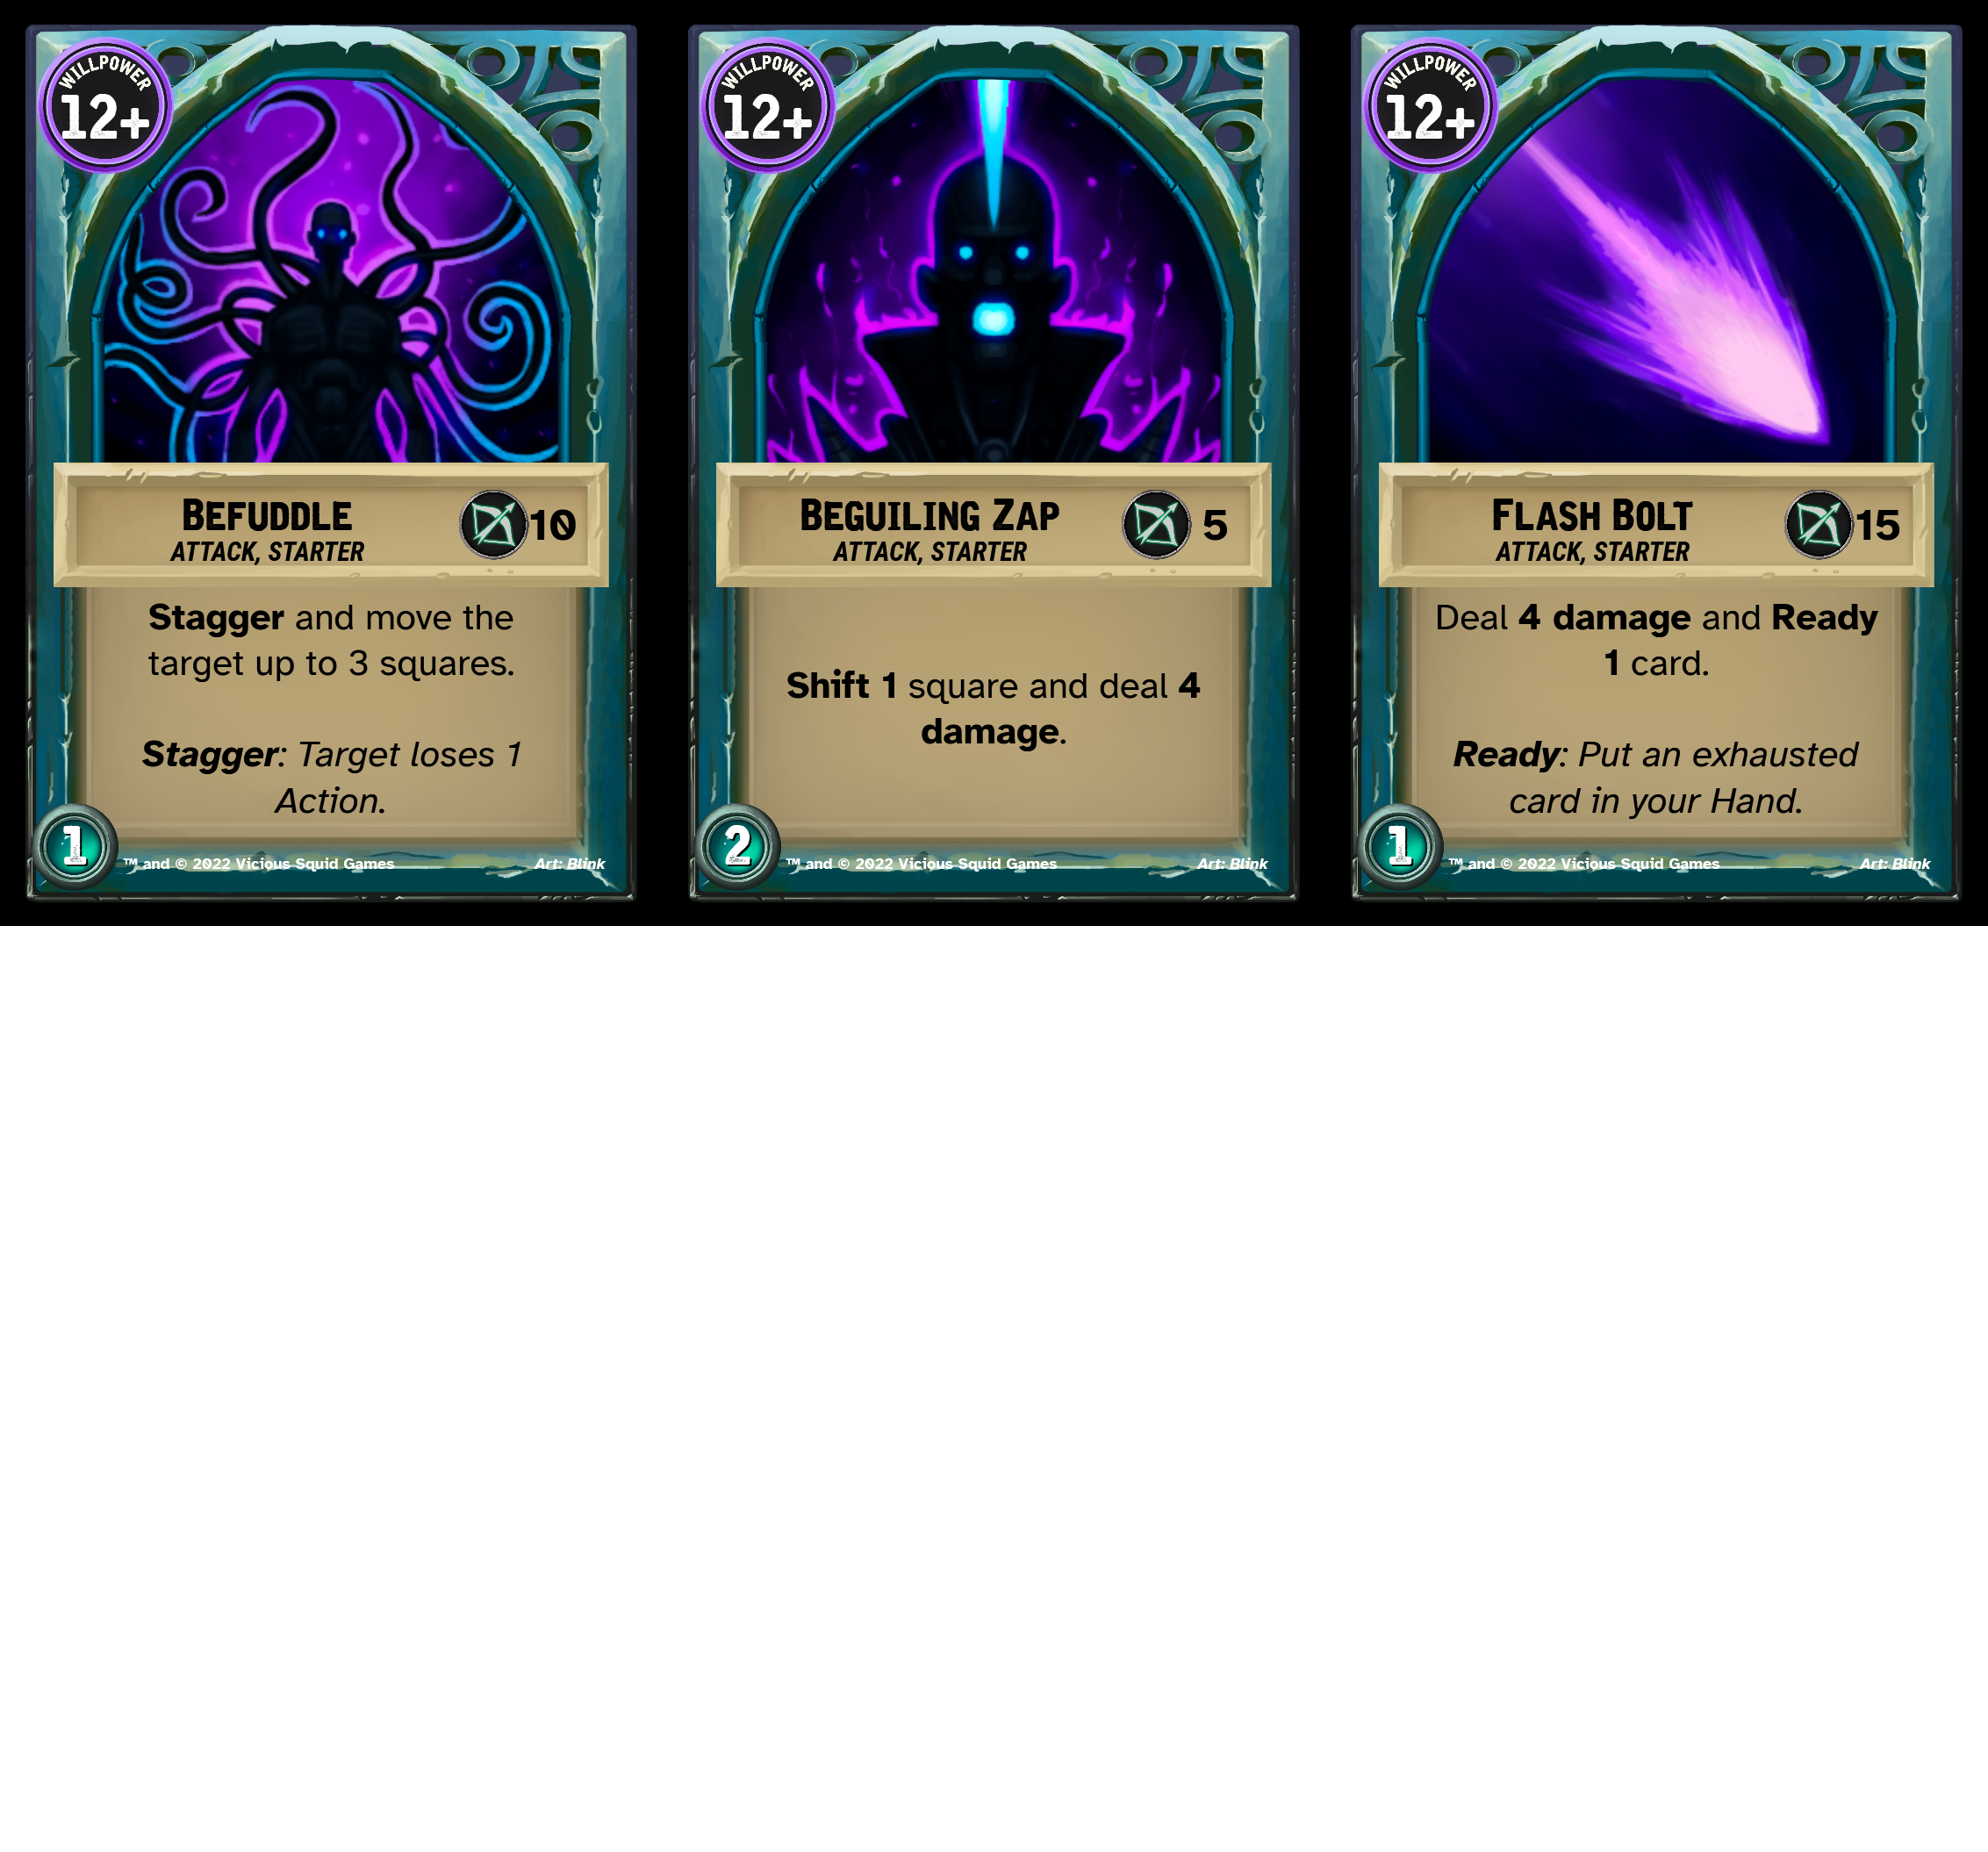 WILLPOWER
12+
BEFUDDLE
ATTACK, STARTER
10
Stagger and move the
target up to 3 squares.
Stagger: Target loses 1
Action.
1
™ and © 2022 Vicious Squid Games
Art: Blink
WILLPOWER
12+
BEGUILING ZAP
ATTACK, STARTER
5
Shift 1 square and deal 4
damage.
2
™ and © 2022 Vicious Squid Games
Art: Blink
WILLPOWER
12+
FLASH BOLT
ATTACK, STARTER
15
Deal 4 damage and Ready
1 card.
Ready: Put an exhausted
card in your Hand.
1
™ and © 2022 Vicious Squid Games
Art: Blink